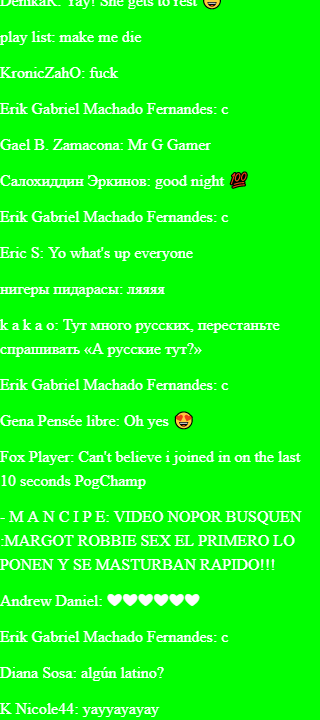 DenikaR: Yay! She gets to rest 😍
play list: make me die
KronicZahO: fuck
Erik Gabriel Machado Fernandes: c
Gael B. Zamacona: Mr G Gamer
Салохиддин Эркинов: good night 💯
Erik Gabriel Machado Fernandes: c
Eric S: Yo what's up everyone
нигеры пидарасы: ляяяя
k a k a o: Тут много русских, перестаньте
спрашивать «А русские тут?»
Erik Gabriel Machado Fernandes: c
Gena Pensée libre: Oh yes 😍
Fox Player: Can't believe i joined in on the last
10 seconds PogChamp
- M A N C I P E: VIDEO NOPOR BUSQUEN
:MARGOT ROBBIE SEX EL PRIMERO LO
PONEN Y SE MASTURBAN RAPIDO!!!
Andrew Daniel: 🤍🤍🤍🤍🤍🤍
Erik Gabriel Machado Fernandes: c
Diana Sosa: algún latino?
K Nicole44: yayyayayay